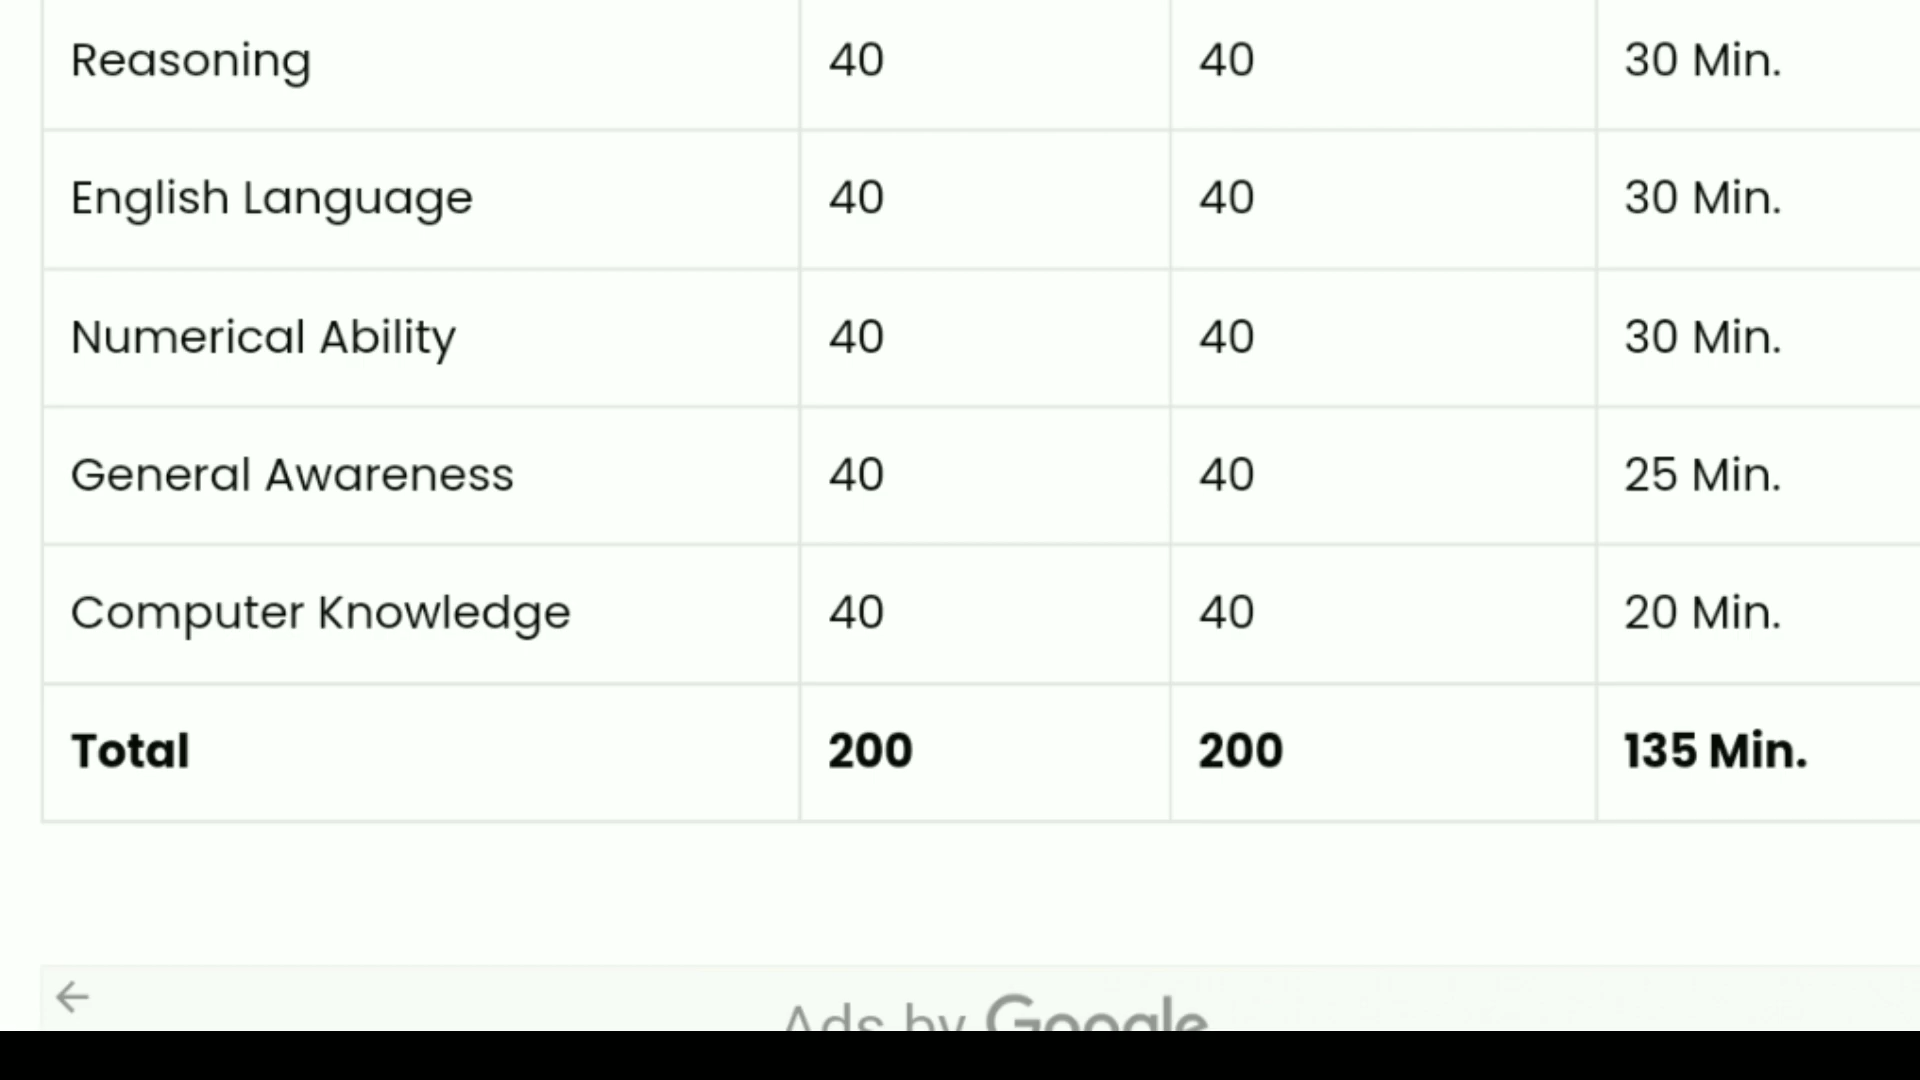 Reasoning 40 40 30 Min.
English Language 40 40 30 Min.
Numerical Ability 40 40 30 Min.
General Awareness 40 40 25 Min.
Computer Knowledge 40 40 20 Min.
Total 200 200 135 Min.
Ads by Google